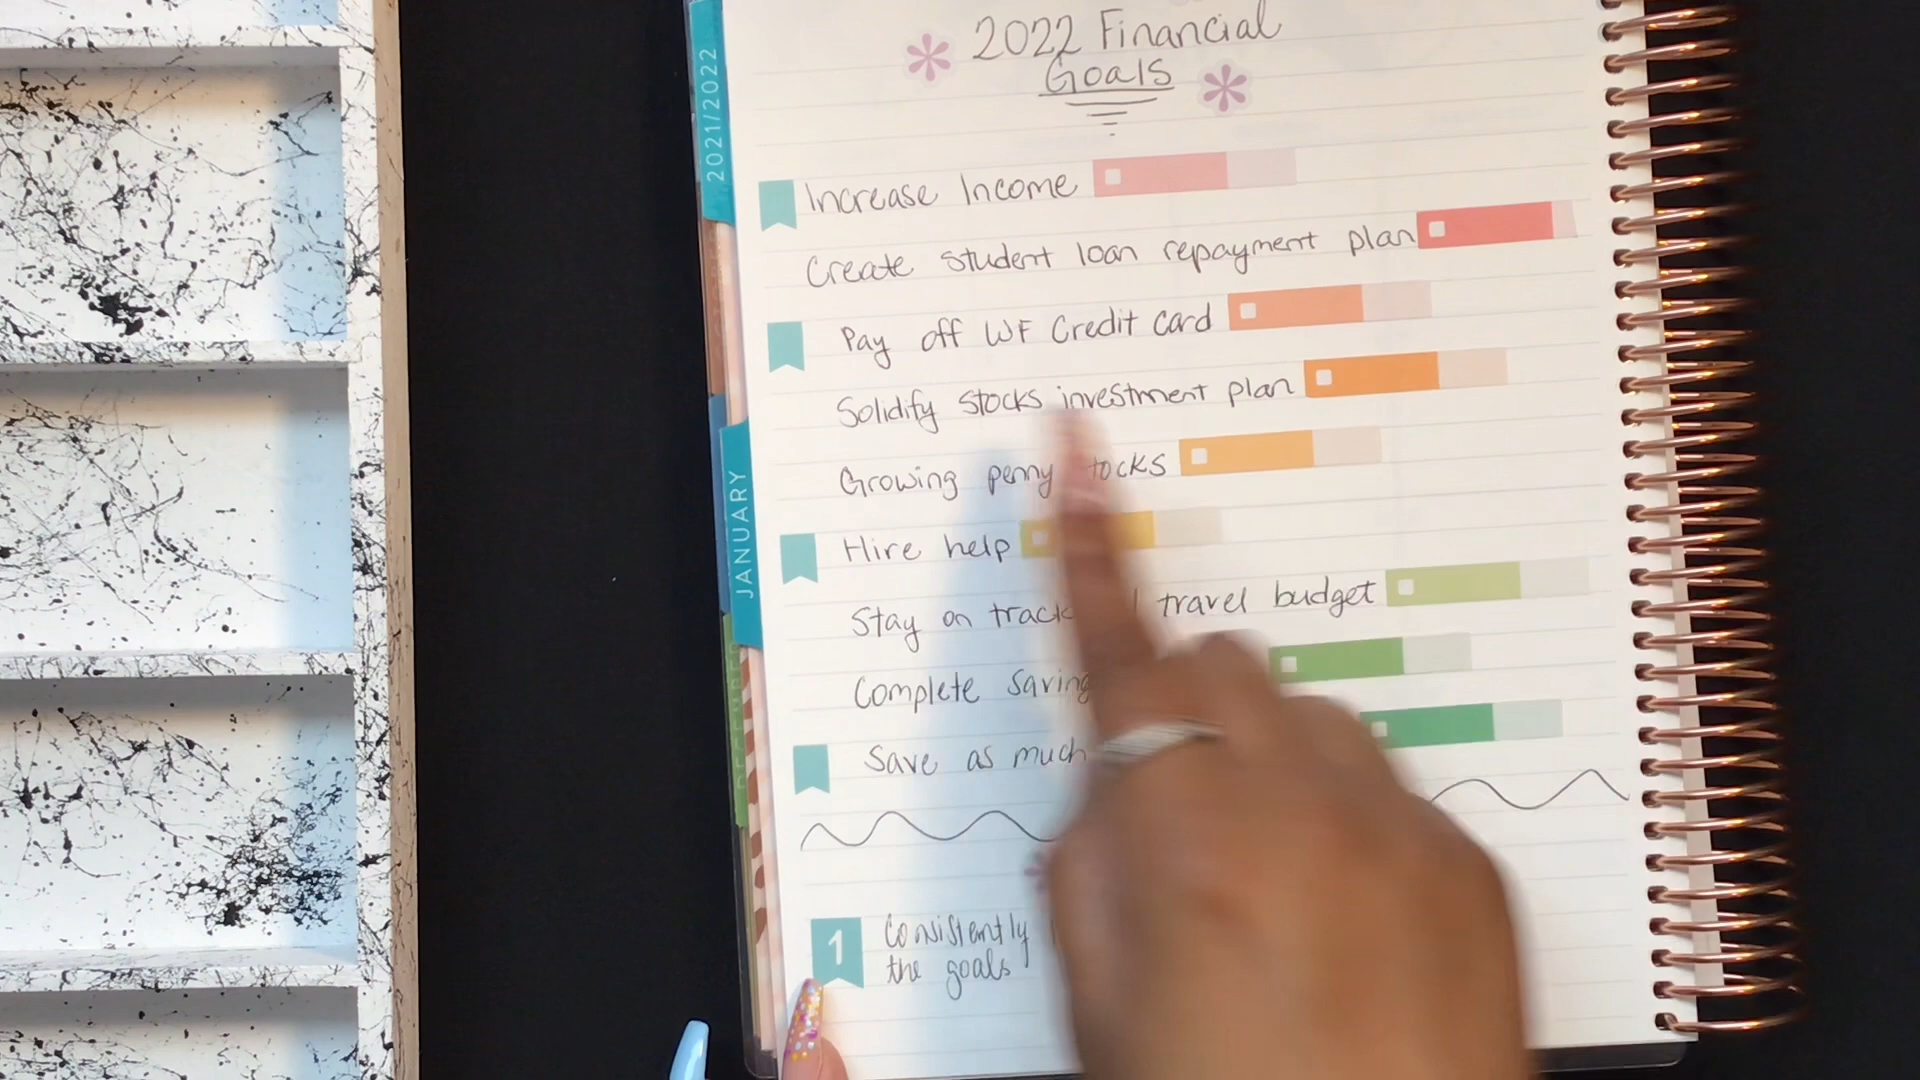 2021/2022
2022 Financial
Goals
Increase Income
Create student loan repayment plan
Pay off WF Credit Card
Solidify stocks investment plan
Growing penny tocks
Hire help
Stay on track travel budget
Complete Saving
Save as much
JANUARY
1
Consistently
the goals